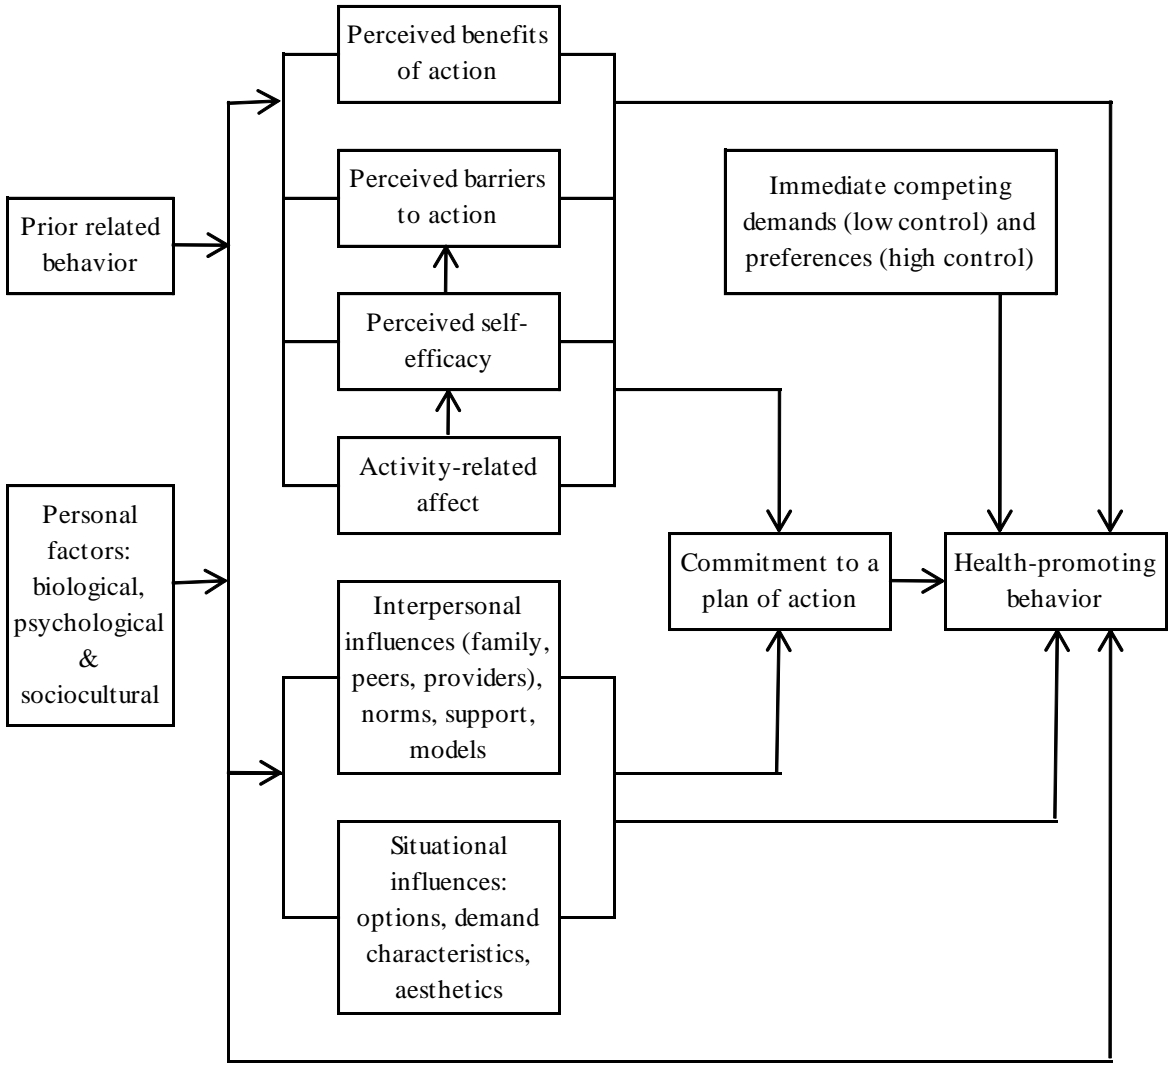 Perceived benefits
of action
Perceived barriers
to action
Immediate competing
demands (low control) and
preferences (high control)
Prior related
behavior
Perceived self-
efficacy
Activity-related
affect
Personal
factors:
biological,
psychological
&
sociocultural
Commitment to a
plan of action
Health-promoting
behavior
Interpersonal
influences (family,
peers, providers),
norms, support,
models
Situational
influences:
options, demand
characteristics,
aesthetics